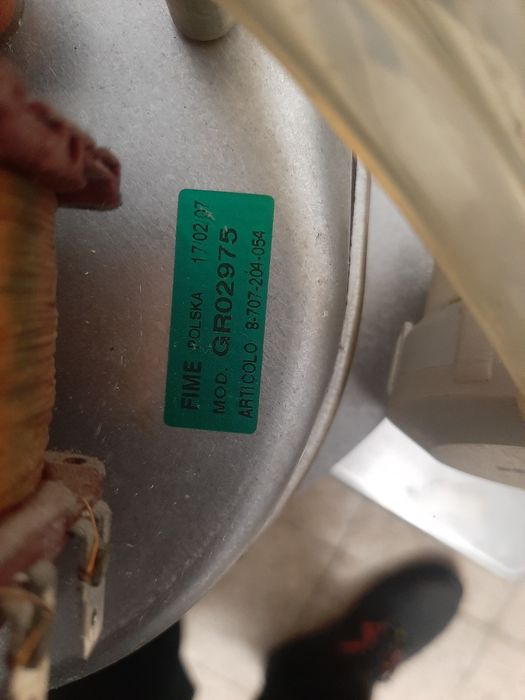 FIME POLSKA 17/02/07
MOD. GR02975
ARTICOLO 8-707-204-054